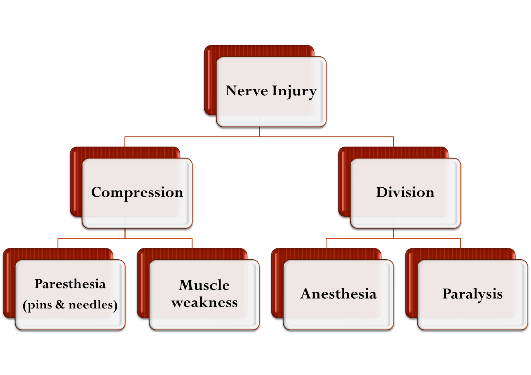 Nerve Injury
Compression
Division
Paresthesia
(pins & needles)
Muscle
weakness
Anesthesia
Paralysis